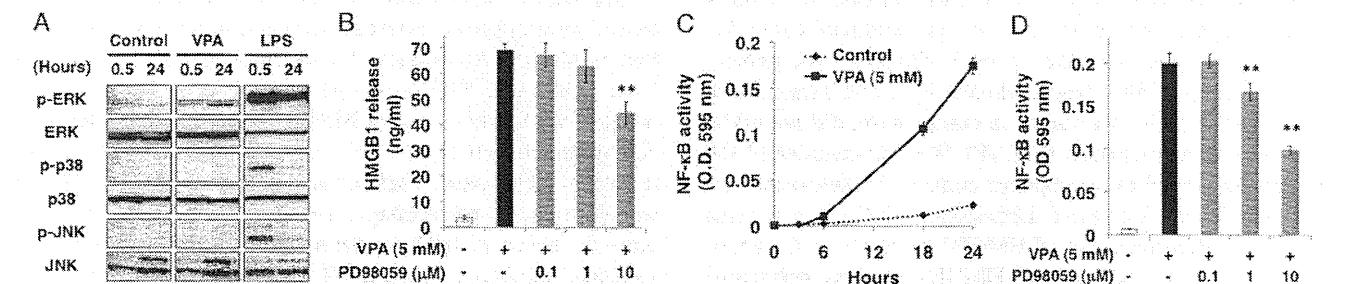 A
Control VPA LPS
(Hours) 0.5 24 0.5 24 0.5 24
p-ERK
ERK
p-p38
p38
p-JNK
JNK
B
HMGB1 release
(ng/ml)
70
60
50
40
30
20
10
0
**
VPA (5 mM) - + + + +
PD98059 (µM) - - 0.1 1 10
C
NF-κB activity
(O.D. 595 nm)
0.2
0.15
0.1
0.05
0
Control
VPA (5 mM)
0 6 12 18 24
Hours
D
NF-κB activity
(OD 595 nm)
0.2
0.15
0.1
0.05
0
**
**
VPA (5 mM) - + + + +
PD98059 (µM) - - 0.1 1 10